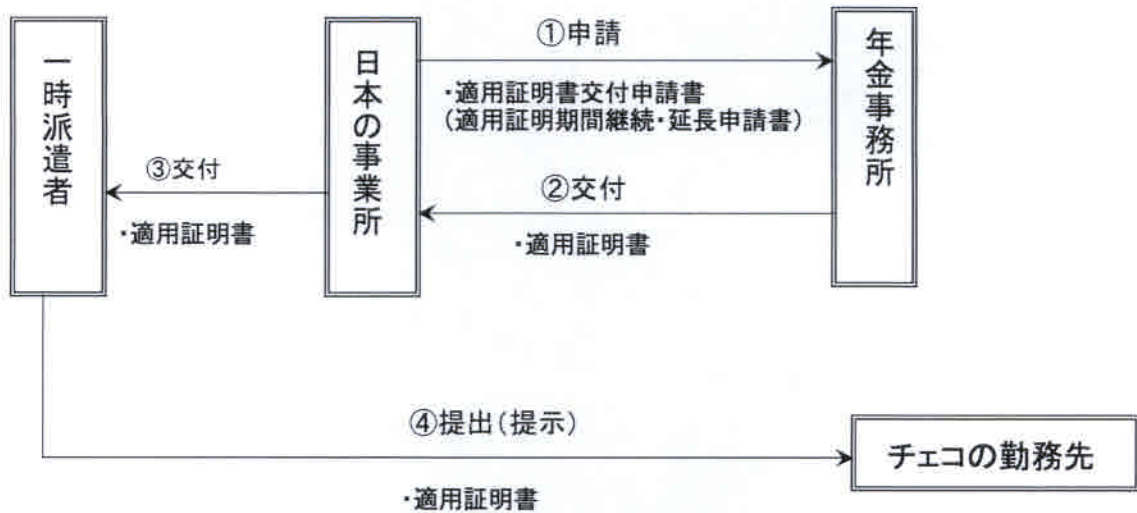 一時派遣者
日本の事業所
年金事務所
①申請
・適用証明書交付申請書
(適用証明期間継続・延長申請書)
②交付
・適用証明書
③交付
・適用証明書
④提出(提示)
・適用証明書
チェコの勤務先